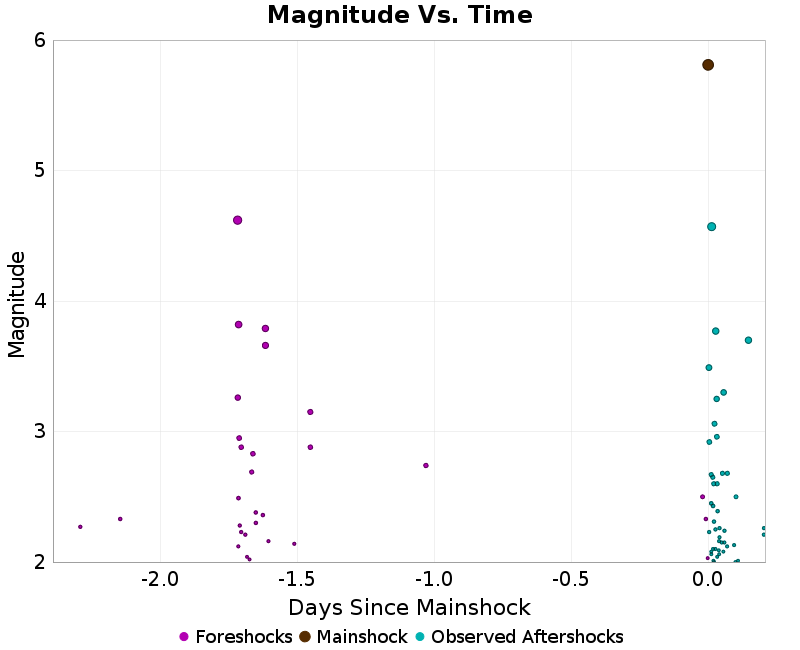 Magnitude Vs. Time
6
5
4
3
2
Magnitude
-2.0 -1.5 -1.0 -0.5 0.0
Days Since Mainshock
Foreshocks Mainshock Observed Aftershocks